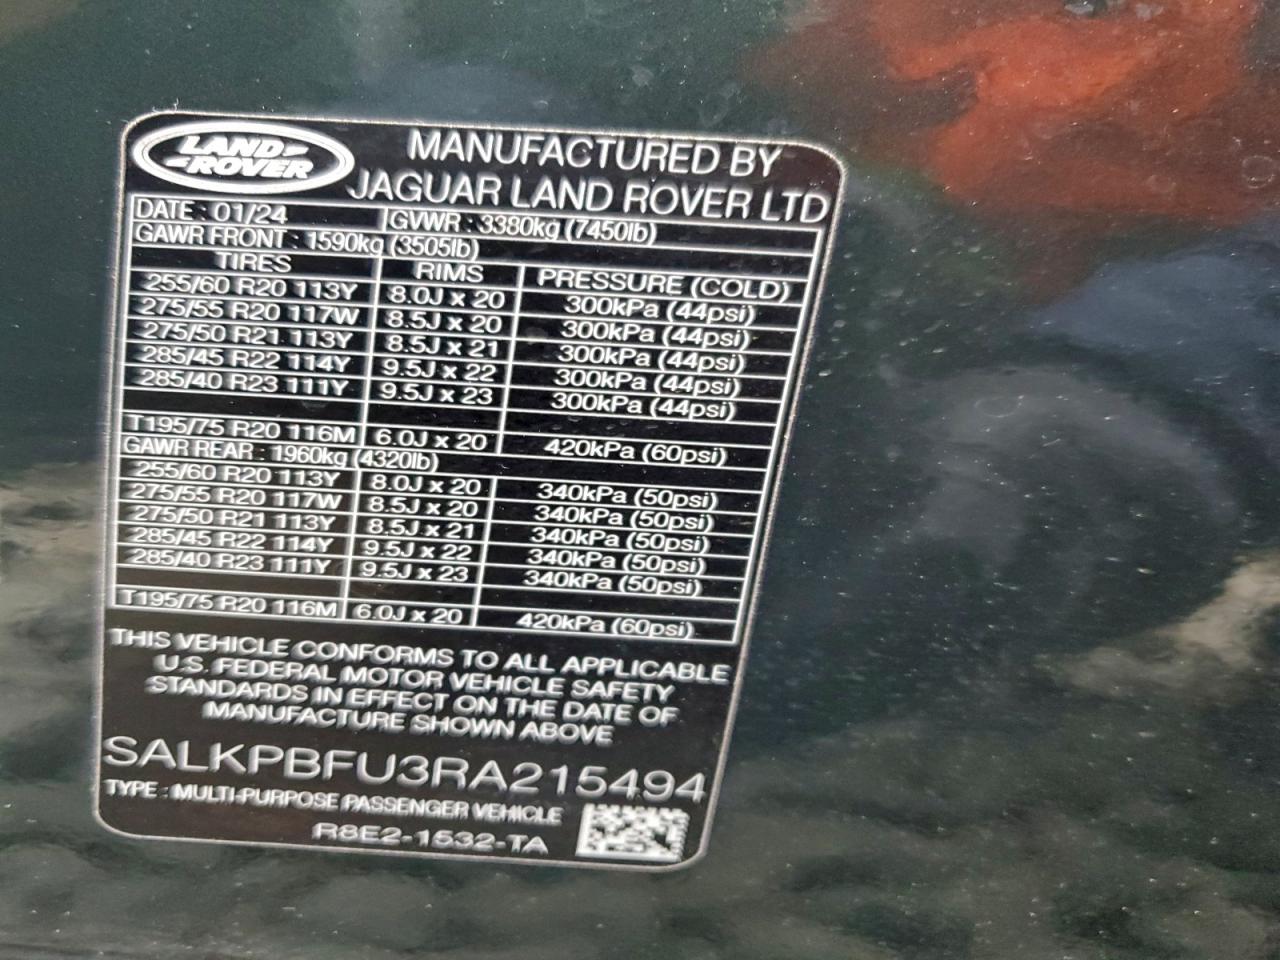 LAND ROVER
MANUFACTURED BY
JAGUAR LAND ROVER LTD
DATE : 01/24 GVWR : 3380kg (7450lb)
GAWR FRONT : 1590kg (3505lb)
TIRES RIMS PRESSURE (COLD)
255/60 R20 113Y 8.0J x 20 300kPa (44psi)
275/55 R20 117W 8.5J x 20 300kPa (44psi)
275/50 R21 113Y 8.5J x 21 300kPa (44psi)
285/45 R22 114Y 9.5J x 22 300kPa (44psi)
285/40 R23 111Y 9.5J x 23 300kPa (44psi)
T195/75 R20 116M 6.0J x 20 420kPa (60psi)
GAWR REAR : 1960kg (4320lb)
255/60 R20 113Y 8.0J x 20 340kPa (50psi)
275/55 R20 117W 8.5J x 20 340kPa (50psi)
275/50 R21 113Y 8.5J x 21 340kPa (50psi)
285/45 R22 114Y 9.5J x 22 340kPa (50psi)
285/40 R23 111Y 9.5J x 23 340kPa (50psi)
T195/75 R20 116M 6.0J x 20 420kPa (60psi)
THIS VEHICLE CONFORMS TO ALL APPLICABLE
U.S. FEDERAL MOTOR VEHICLE SAFETY
STANDARDS IN EFFECT ON THE DATE OF
MANUFACTURE SHOWN ABOVE
SALKPBFU3RA215494
TYPE : MULTI-PURPOSE PASSENGER VEHICLE
R8E2-1532-TA